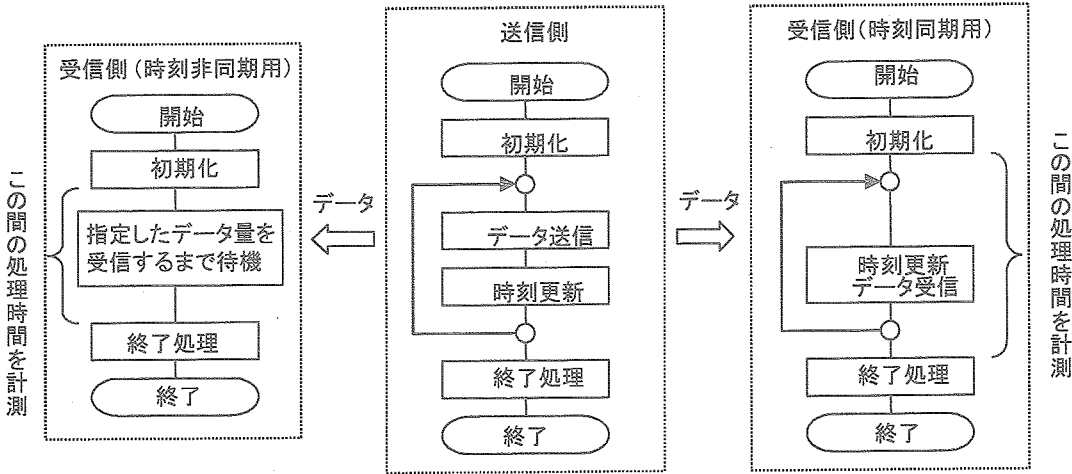 受信側(時刻非同期用)
開始
初期化
指定したデータ量を
受信するまで待機
終了処理
終了
この間の処理時間を計測
データ
送信側
開始
初期化
データ送信
時刻更新
終了処理
終了
データ
受信側(時刻同期用)
開始
初期化
時刻更新
データ受信
終了処理
終了
この間の処理時間を計測